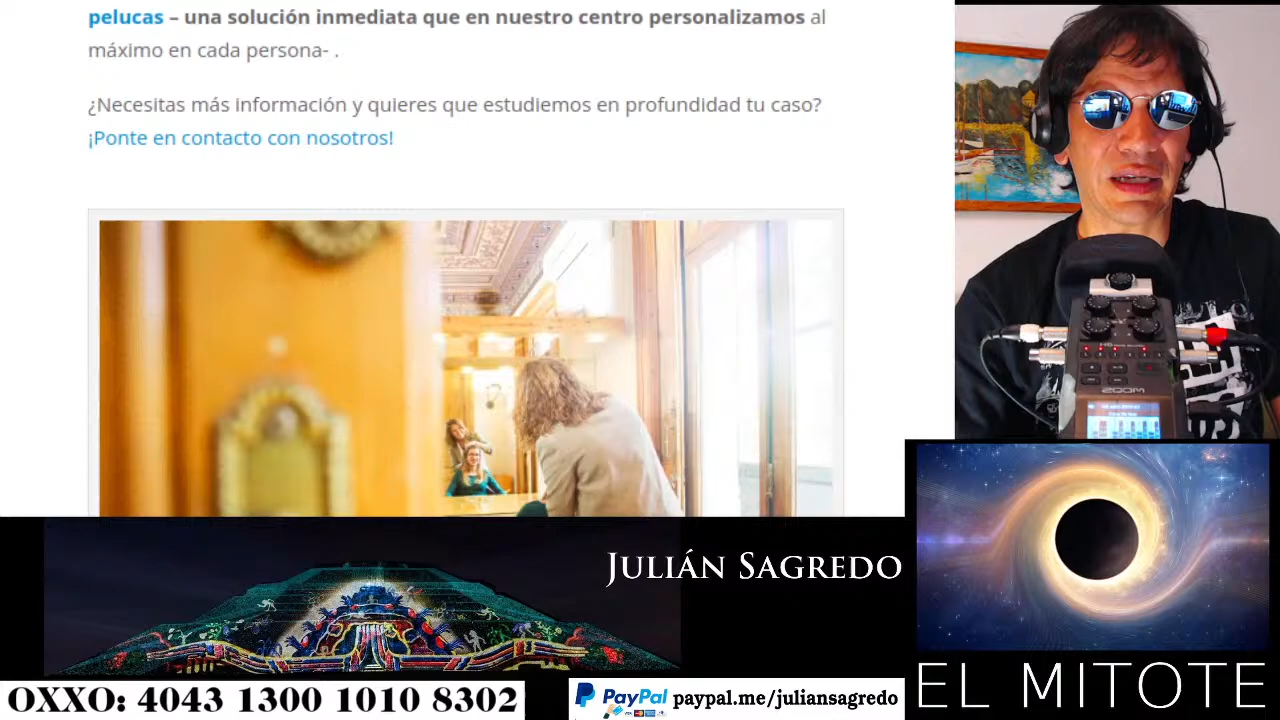 pelucas – una solución inmediata que en nuestro centro personalizamos al
máximo en cada persona- .
¿Necesitas más información y quieres que estudiemos en profundidad tu caso?
¡Ponte en contacto con nosotros!
ZOOM
JULIÁN SAGREDO
EL MITOTE
OXXO: 4043 1300 1010 8302
PayPal paypal.me/juliansagredo